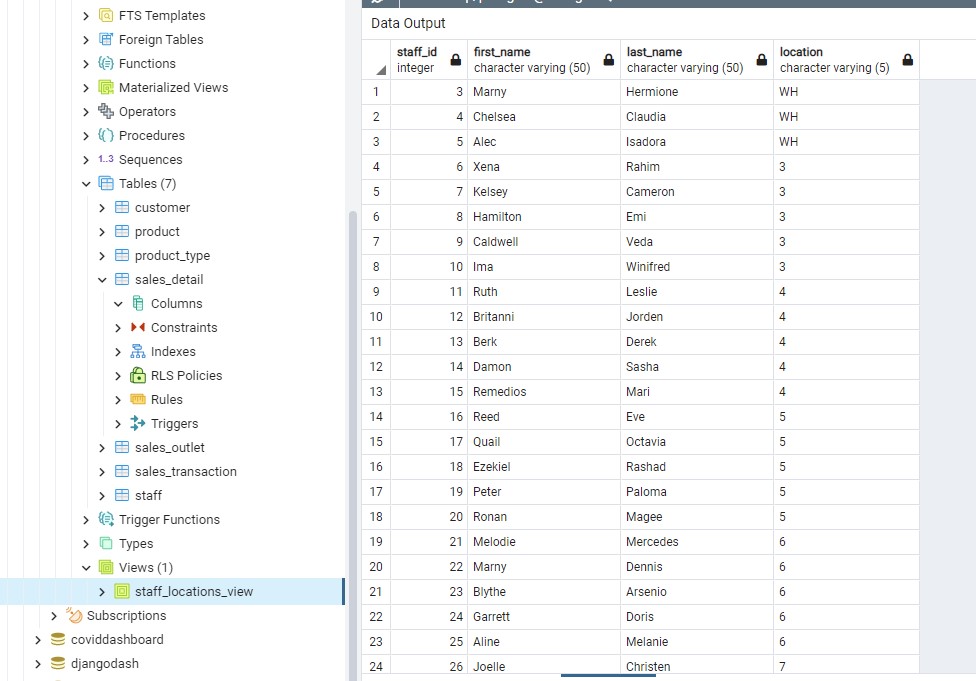 FTS Templates
Foreign Tables
Functions
Materialized Views
Operators
Procedures
1..3 Sequences
Tables (7)
customer
product
product_type
sales_detail
Columns
Constraints
Indexes
RLS Policies
Rules
Triggers
sales_outlet
sales_transaction
staff
Trigger Functions
Types
Views (1)
staff_locations_view
Subscriptions
coviddashboard
djangodash
Data Output
staff_id first_name last_name location
integer character varying (50) character varying (50) character varying (5)
1 3 Marny Hermione WH
2 4 Chelsea Claudia WH
3 5 Alec Isadora WH
4 6 Xena Rahim 3
5 7 Kelsey Cameron 3
6 8 Hamilton Emi 3
7 9 Caldwell Veda 3
8 10 Ima Winifred 3
9 11 Ruth Leslie 4
10 12 Britanni Jorden 4
11 13 Berk Derek 4
12 14 Damon Sasha 4
13 15 Remedios Mari 4
14 16 Reed Eve 5
15 17 Quail Octavia 5
16 18 Ezekiel Rashad 5
17 19 Peter Paloma 5
18 20 Ronan Magee 5
19 21 Melodie Mercedes 6
20 22 Marny Dennis 6
21 23 Blythe Arsenio 6
22 24 Garrett Doris 6
23 25 Aline Melanie 6
24 26 Joelle Christen 7